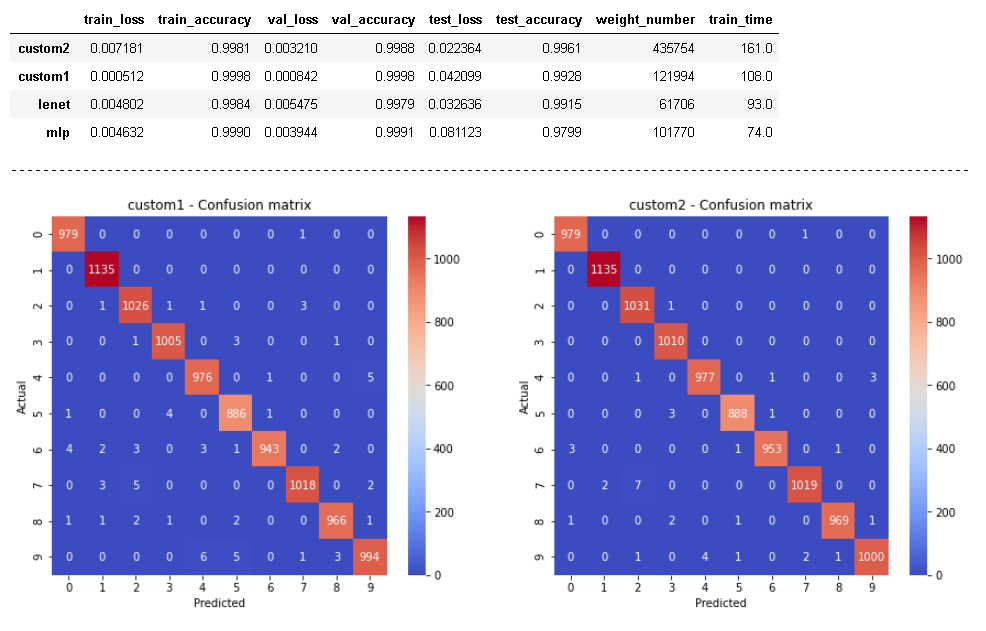 train_loss train_accuracy val_loss val_accuracy test_loss test_accuracy weight_number train_time
custom2 0.007181 0.9981 0.003210 0.9988 0.022364 0.9961 435754 161.0
custom1 0.000512 0.9998 0.000842 0.9998 0.042099 0.9928 121994 108.0
lenet 0.004802 0.9984 0.005475 0.9979 0.032636 0.9915 61706 93.0
mlp 0.004632 0.9990 0.003944 0.9991 0.081123 0.9799 101770 74.0
custom1 - Confusion matrix
0 979 0 0 0 0 0 0 1 0 0
1 0 1135 0 0 0 0 0 0 0 0
2 0 1 1026 1 1 0 0 3 0 0
3 0 0 1 1005 0 3 0 0 1 0
4 0 0 0 0 976 0 1 0 0 5
5 1 0 0 4 0 886 1 0 0 0
6 4 2 3 0 3 1 943 0 2 0
7 0 3 5 0 0 0 0 1018 0 2
8 1 1 2 1 0 2 0 0 966 1
9 0 0 0 0 6 5 0 1 3 994
0 1 2 3 4 5 6 7 8 9
Predicted
Actual
1000
800
600
400
200
0
custom2 - Confusion matrix
0 979 0 0 0 0 0 0 1 0 0
1 0 1135 0 0 0 0 0 0 0 0
2 0 0 1031 1 0 0 0 0 0 0
3 0 0 0 1010 0 0 0 0 0 0
4 0 0 1 0 977 0 1 0 0 3
5 0 0 0 3 0 888 1 0 0 0
6 3 0 0 0 0 1 953 0 1 0
7 0 2 7 0 0 0 0 1019 0 0
8 1 0 0 2 0 1 0 0 969 1
9 0 0 1 0 4 1 0 2 1 1000
0 1 2 3 4 5 6 7 8 9
Predicted
Actual
1000
800
600
400
200
0